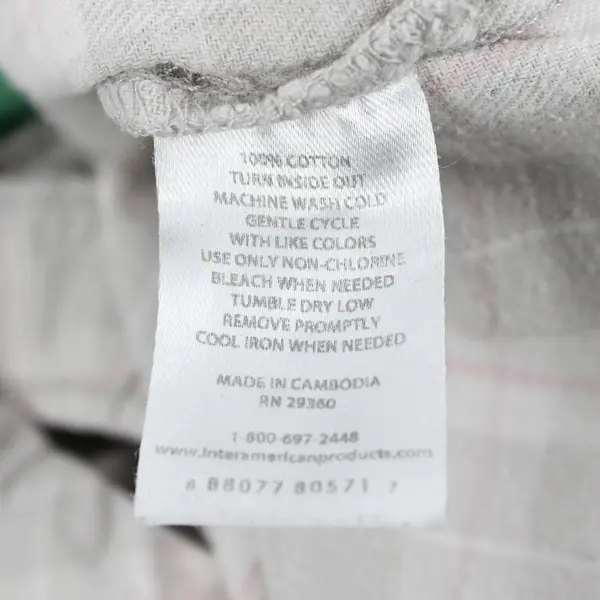 100% COTTON
TURN INSIDE OUT
MACHINE WASH COLD
GENTLE CYCLE
WITH LIKE COLORS
USE ONLY NON-CHLORINE
BLEACH WHEN NEEDED
TUMBLE DRY LOW
REMOVE PROMPTLY
COOL IRON WHEN NEEDED
MADE IN CAMBODIA
RN 29360
1-800-697-2448
www.interamericanproducts.com
8 88077 80571 7